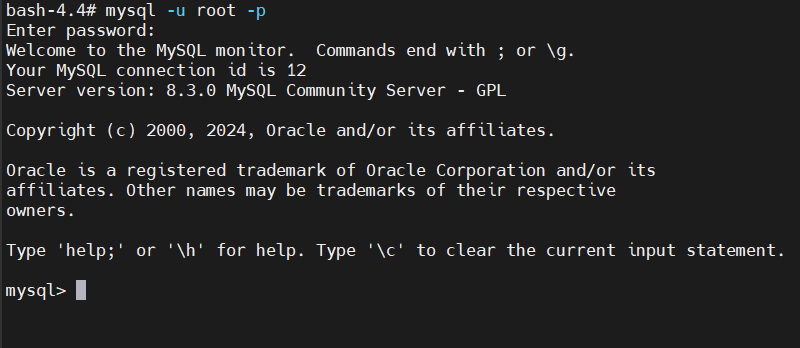 bash-4.4# mysql -u root -p
Enter password:
Welcome to the MySQL monitor.  Commands end with ; or \g.
Your MySQL connection id is 12
Server version: 8.3.0 MySQL Community Server - GPL
Copyright (c) 2000, 2024, Oracle and/or its affiliates.
Oracle is a registered trademark of Oracle Corporation and/or its
affiliates. Other names may be trademarks of their respective
owners.
Type 'help;' or '\h' for help. Type '\c' to clear the current input statement.
mysql>